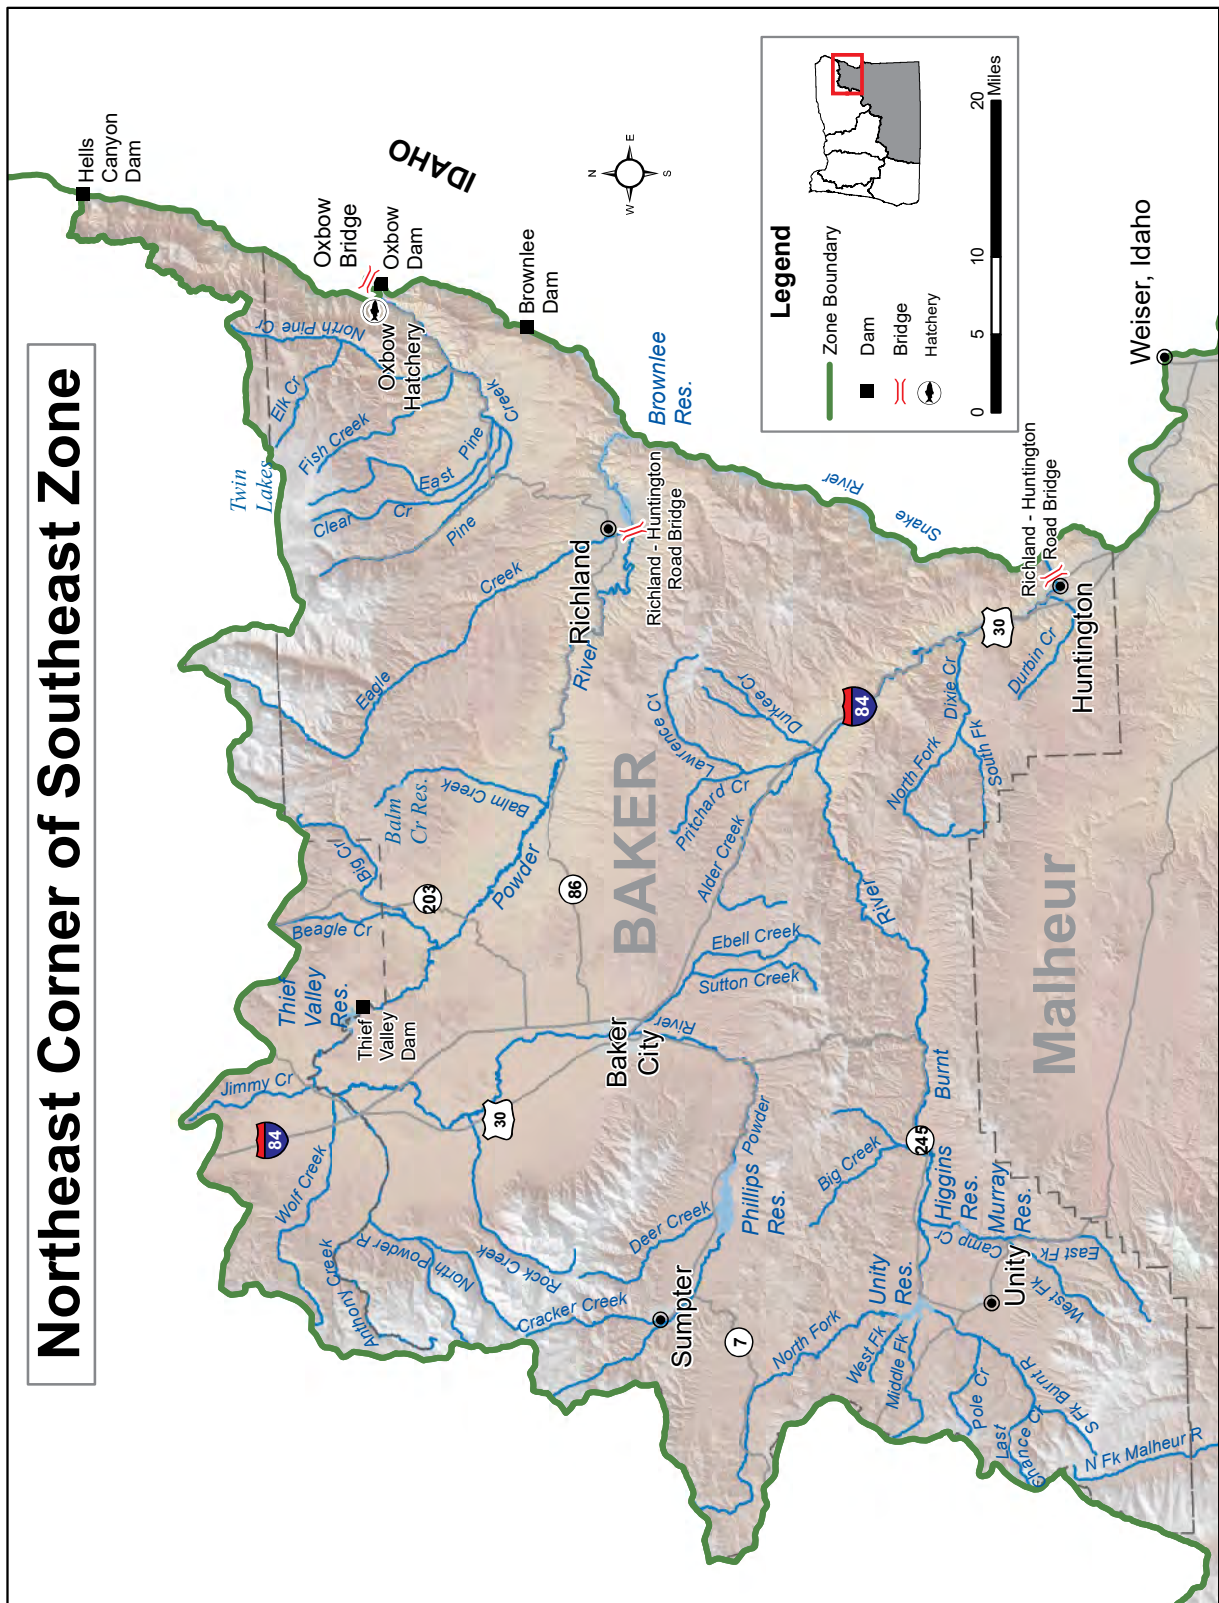 Northeast Corner of Southeast Zone
Hells
Canyon
Dam
IDAHO
Oxbow
Bridge
Oxbow
Dam
Oxbow
Hatchery
Brownlee
Dam
Brownlee
Res.
N
E
S
W
Legend
Zone Boundary
Dam
Bridge
Hatchery
0
5
10
20
Miles
Weiser, Idaho
North Pine Cr
Elk Cr
Fish Creek
Twin
Lakes
East
Pine
Creek
Clear
Cr
Pine
Richland
Richland - Huntington
Road Bridge
Snake
River
Richland - Huntington
Road Bridge
Huntington
30
Durbin Cr
Eagle
Creek
River
Powder
Balm Creek
Balm
Cr Res.
Big Cr
203
86
Beagle Cr
Thief
Valley
Res.
Thief
Valley
Dam
BAKER
Lawrence Cr
Durkee Cr
Pritchard Cr
Alder Creek
84
Dixie Cr
North Fork
South Fk
River
Burnt
Malheur
Ebell Creek
Sutton Creek
Baker
City
River
Powder
Jimmy Cr
84
30
Wolf Creek
Anthony Creek
North Powder R
Rock Creek
Cracker Creek
Deer Creek
Phillips
Res.
Sumpter
7
Big Creek
245
Higgins
Res.
Murray
Res.
Camp Cr
East Fk
West Fk
Unity
Unity
Res.
North Fork
West Fk
Middle Fk
Pole Cr
Last
Chance Cr
S Fk Burnt R
N Fk Malheur R